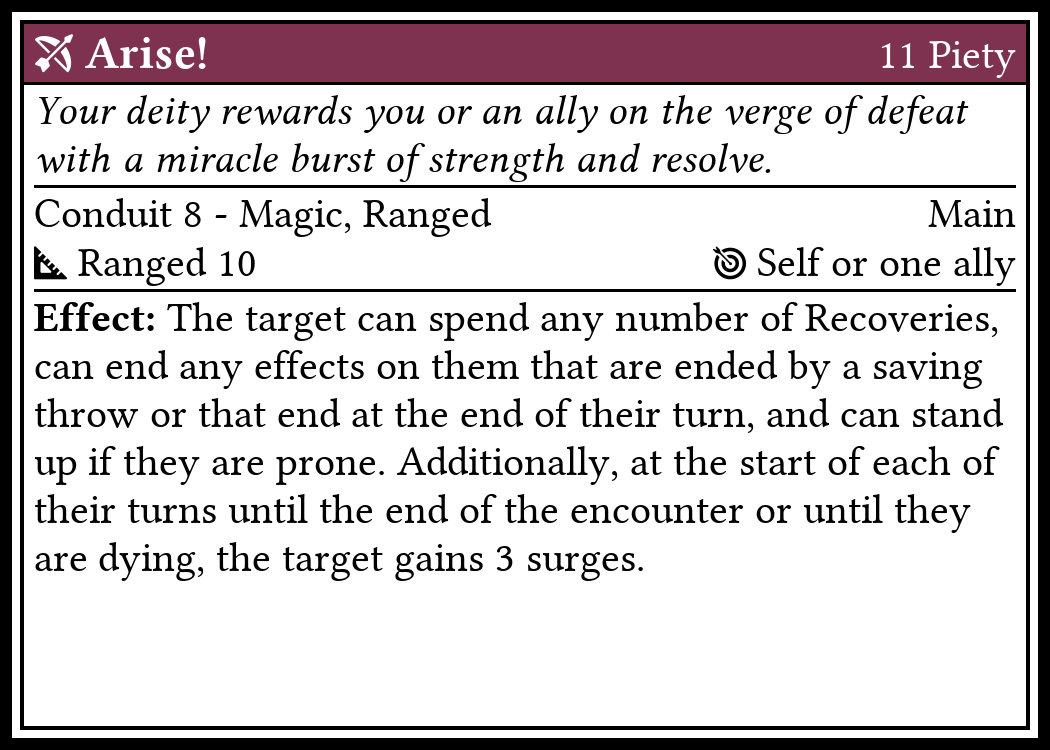 Arise! 11 Piety
Your deity rewards you or an ally on the verge of defeat
with a miracle burst of strength and resolve.
Conduit 8 - Magic, Ranged Main
Ranged 10 Self or one ally
Effect: The target can spend any number of Recoveries,
can end any effects on them that are ended by a saving
throw or that end at the end of their turn, and can stand
up if they are prone. Additionally, at the start of each of
their turns until the end of the encounter or until they
are dying, the target gains 3 surges.